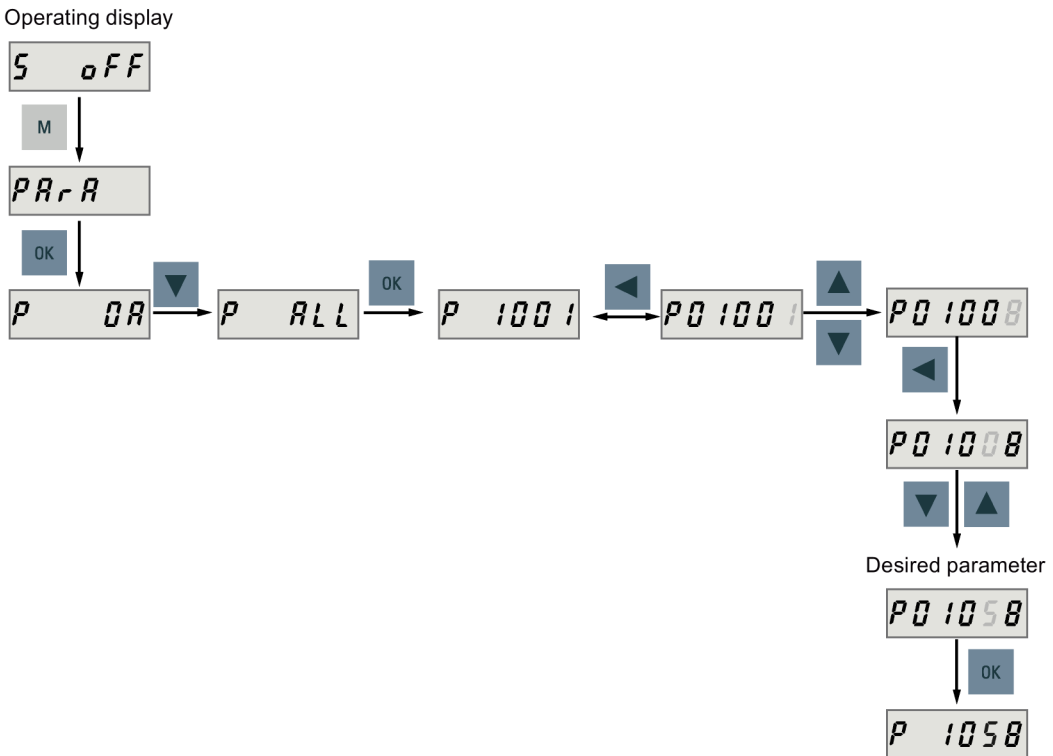 Operating display
S oFF
M
PArA
OK
P 0A
P ALL
OK
P 1001
P01001
P01008
P01008
Desired parameter
P01058
OK
P 1058